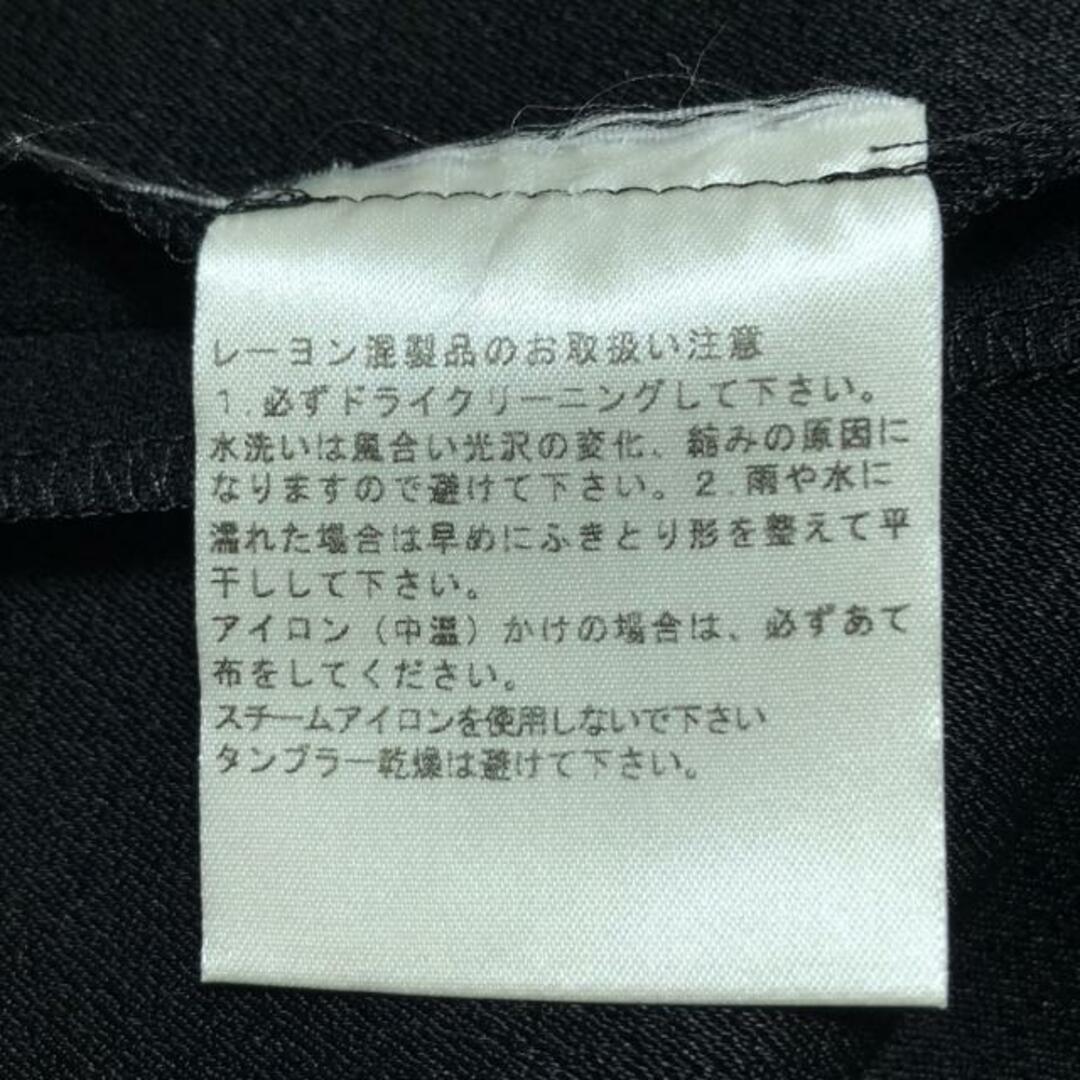 レーヨン混製品のお取扱い注意
1.必ずドライクリーニングして下さい。
水洗いは風合い光沢の変化、縮みの原因に
なりますので避けて下さい。2.雨や水に
濡れた場合は早めにふきとり形を整えて平
干しして下さい。
アイロン(中温)かけの場合は、必ずあて
布をしてください。
スチームアイロンを使用しないで下さい
タンブラー乾燥は避けて下さい。